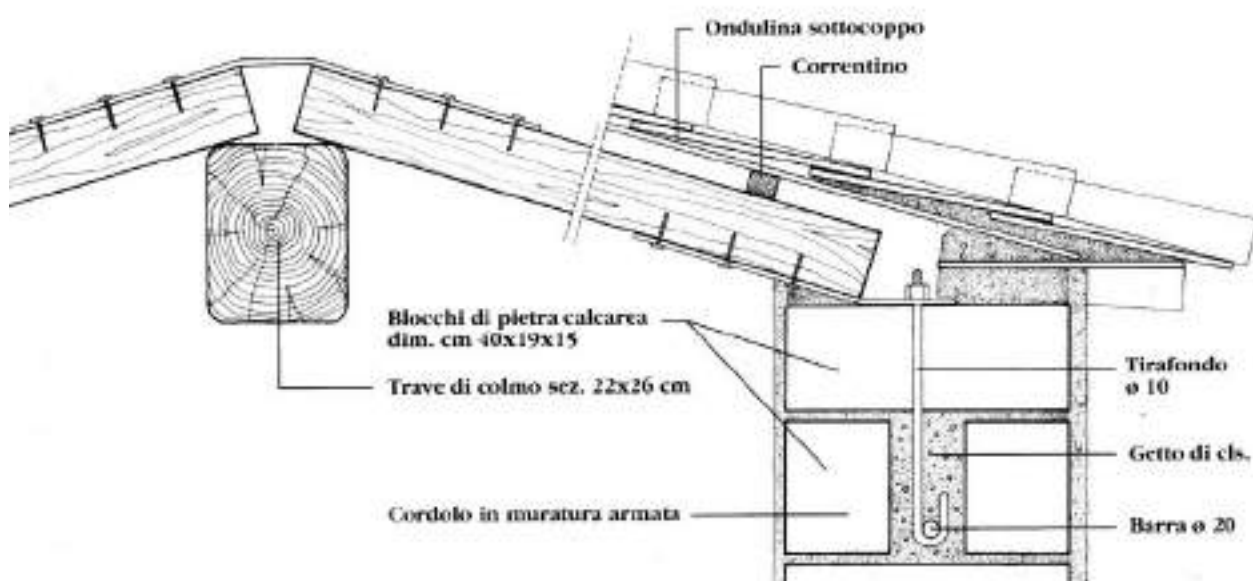 Ondulina sottocoppo
Correntino
Blocchi di pietra calcarea
dim. cm 40x19x15
Trave di colmo sez. 22x26 cm
Cordolo in muratura armata
Tirafondo
ø 10
Getto di cls.
Barra ø 20